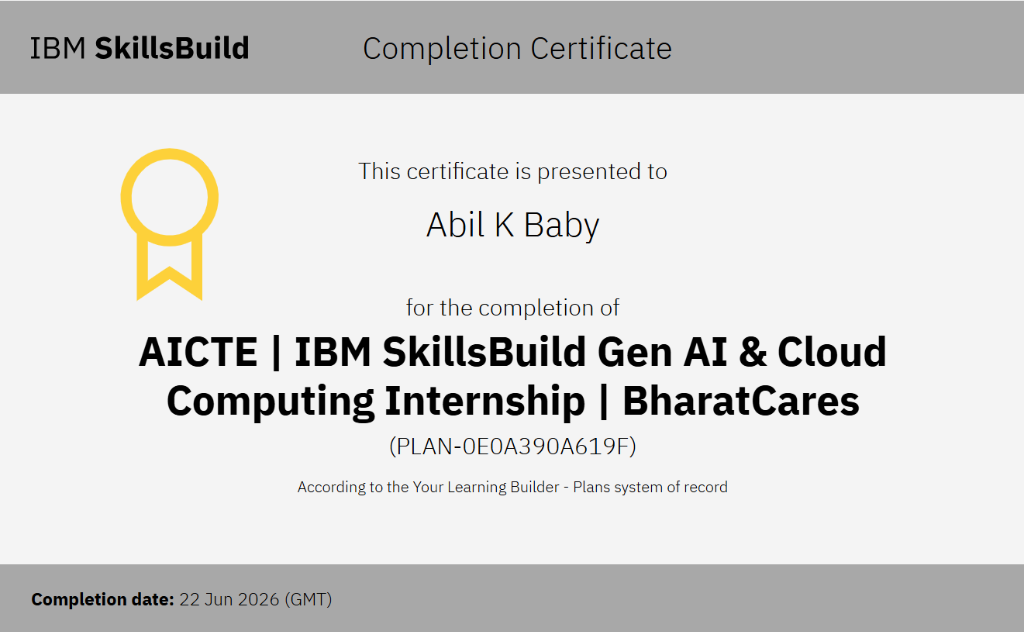 IBM SkillsBuild
Completion Certificate
This certificate is presented to
Abil K Baby
for the completion of
AICTE | IBM SkillsBuild Gen AI & Cloud
Computing Internship | BharatCares
(PLAN-0E0A390A619F)
According to the Your Learning Builder - Plans system of record
Completion date: 22 Jun 2026 (GMT)